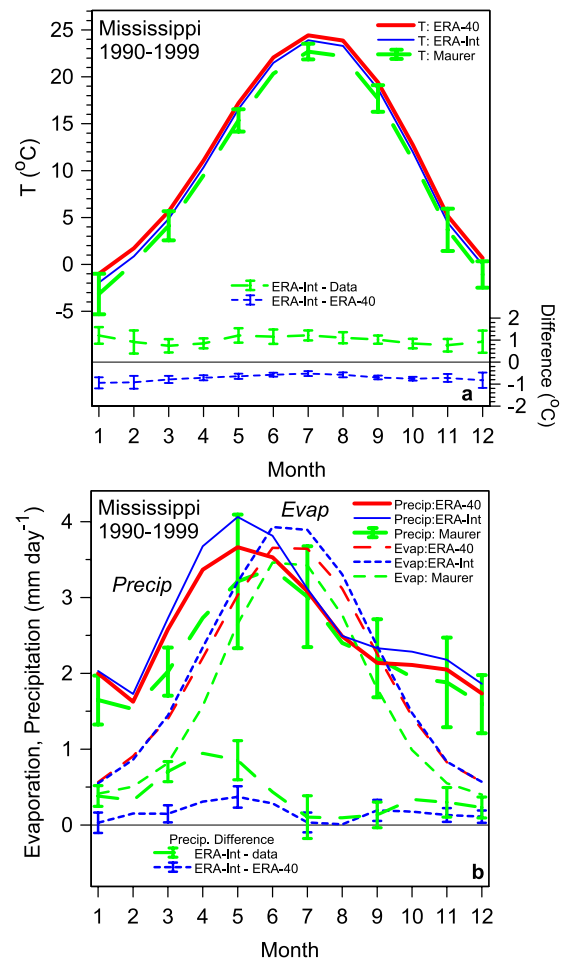 Mississippi
1990-1999
T: ERA-40
T: ERA-Int
T: Maurer
25
20
15
10
5
0
-5
T (°C)
ERA-Int - Data
ERA-Int - ERA-40
2
1
0
-1
-2
Difference (°C)
a
1 2 3 4 5 6 7 8 9 10 11 12
Month
Mississippi
1990-1999
Evap
Precip
Precip:ERA-40
Precip:ERA-Int
Precip: Maurer
Evap:ERA-40
Evap:ERA-Int
Evap: Maurer
4
3
2
1
0
Evaporation, Precipitation (mm day⁻¹)
Precip. Difference
ERA-Int - data
ERA-Int - ERA-40
b
1 2 3 4 5 6 7 8 9 10 11 12
Month